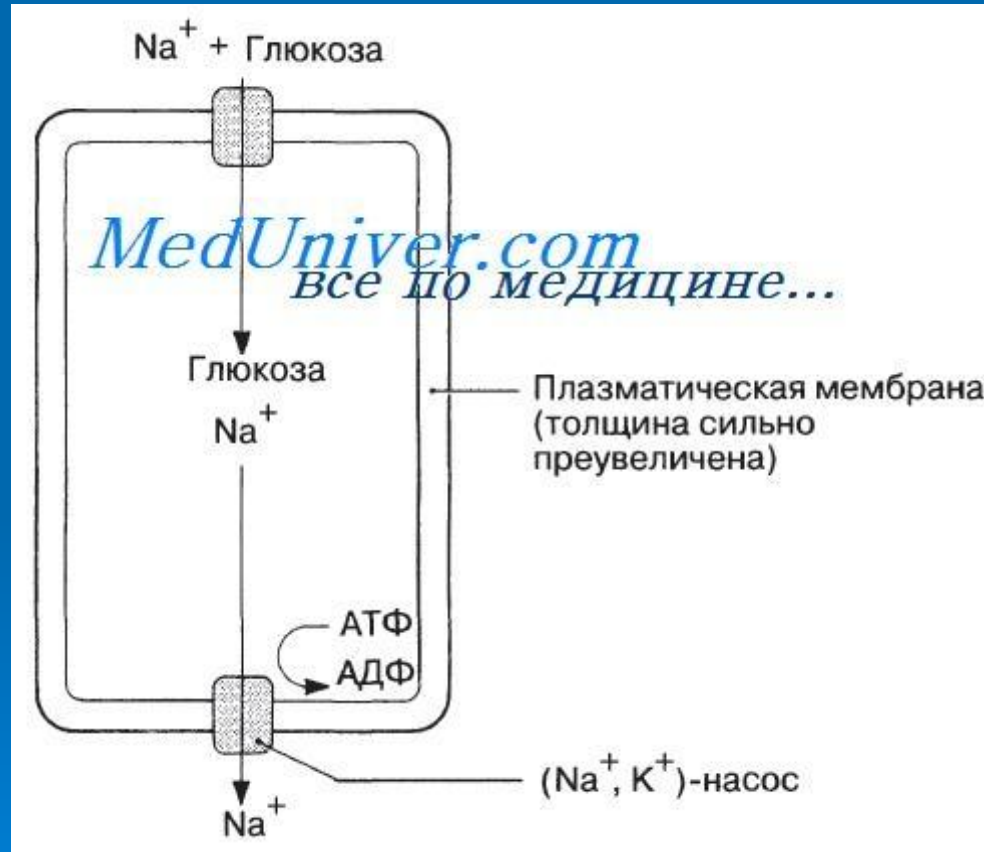 Na⁺ + Глюкоза
MedUniver.com
все по медицине...
Глюкоза
Na⁺
Плазматическая мембрана
(толщина сильно
преувеличена)
АТФ
АДФ
(Na⁺, K⁺)-насос
Na⁺